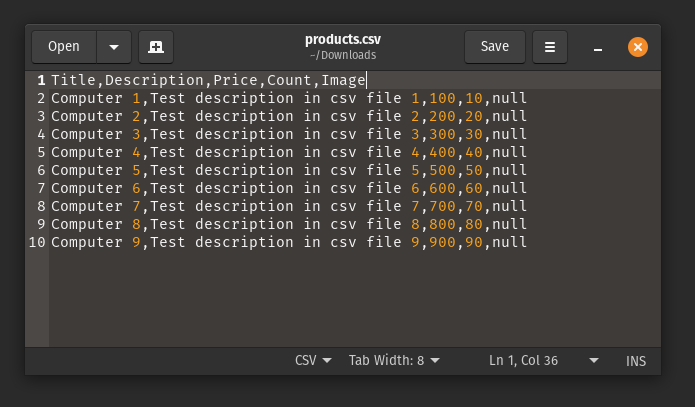 Open
products.csv
~/Downloads
Save
1 Title,Description,Price,Count,Image
2 Computer 1,Test description in csv file 1,100,10,null
3 Computer 2,Test description in csv file 2,200,20,null
4 Computer 3,Test description in csv file 3,300,30,null
5 Computer 4,Test description in csv file 4,400,40,null
6 Computer 5,Test description in csv file 5,500,50,null
7 Computer 6,Test description in csv file 6,600,60,null
8 Computer 7,Test description in csv file 7,700,70,null
9 Computer 8,Test description in csv file 8,800,80,null
10 Computer 9,Test description in csv file 9,900,90,null
CSV Tab Width: 8 Ln 1, Col 36 INS